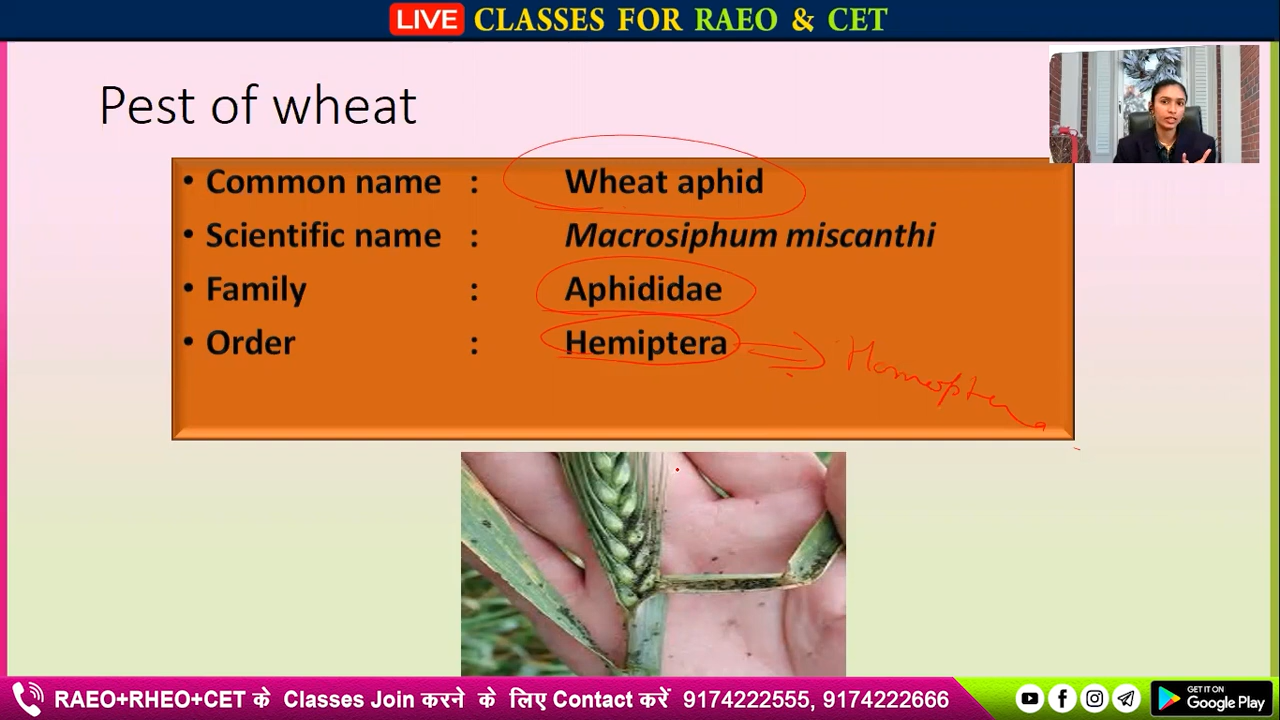 LIVE CLASSES FOR RAEO & CET
Pest of wheat
• Common name : Wheat aphid
• Scientific name : Macrosiphum miscanthi
• Family : Aphididae
• Order : Hemiptera
Homeoptera
RAEO+RHEO+CET के Classes Join करने के लिए Contact करें 9174222555, 9174222666
GET IT ON
Google Play